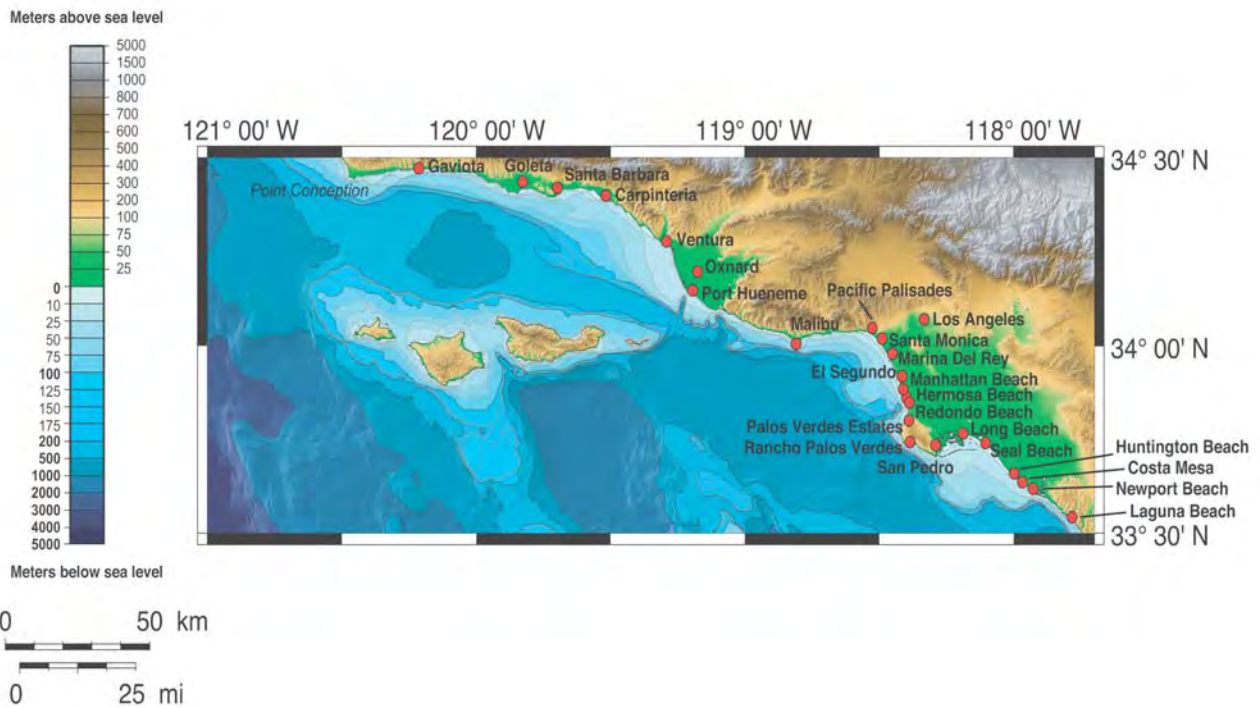 Meters above sea level
5000
1500
1000
800
700
600
500
400
300
200
100
75
50
25
0
10
25
50
75
100
125
150
175
200
500
1000
2000
3000
4000
5000
Meters below sea level
0 50 km
0 25 mi
121° 00' W 120° 00' W 119° 00' W 118° 00' W
34° 30' N
34° 00' N
33° 30' N
Point Conception
Gaviota
Goleta
Santa Barbara
Carpinteria
Ventura
Oxnard
Port Hueneme
Malibu
Pacific Palisades
Los Angeles
Santa Monica
Marina Del Rey
El Segundo
Manhattan Beach
Hermosa Beach
Redondo Beach
Palos Verdes Estates
Rancho Palos Verdes
San Pedro
Long Beach
Seal Beach
Huntington Beach
Costa Mesa
Newport Beach
Laguna Beach